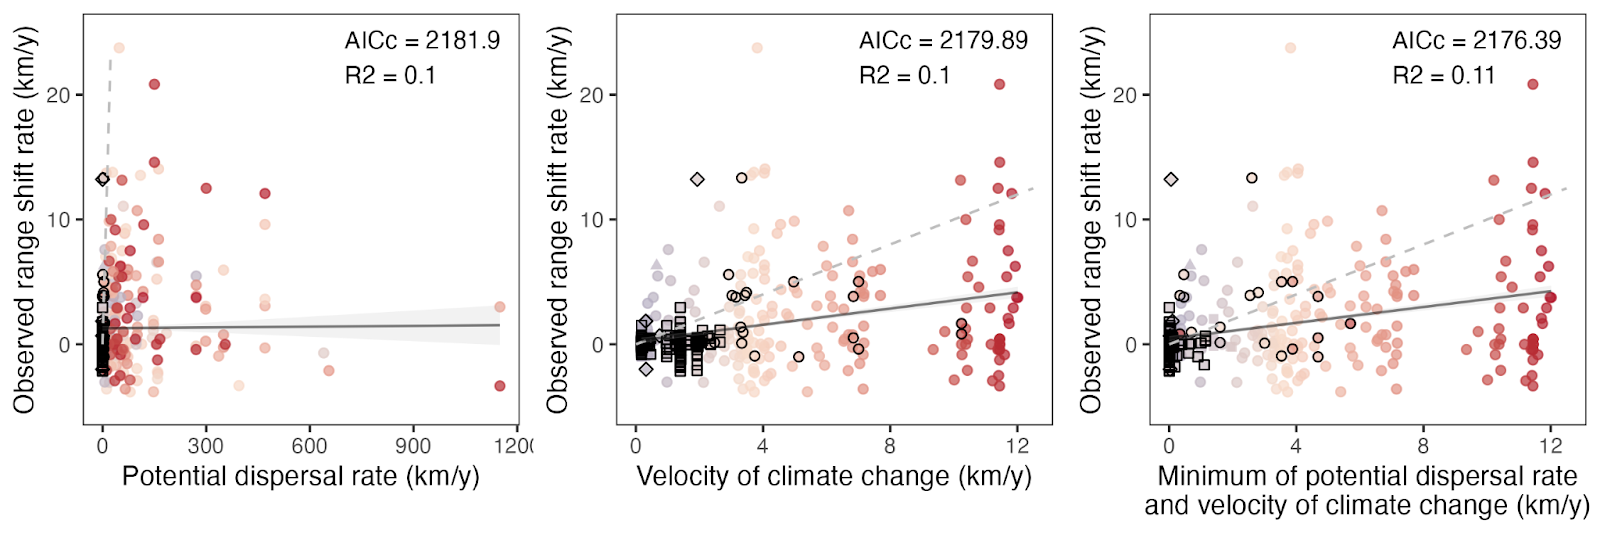 Observed range shift rate (km/y)
20
10
0
AICc = 2181.9
R2 = 0.1
0 300 600 900 120
Potential dispersal rate (km/y)
Observed range shift rate (km/y)
20
10
0
AICc = 2179.89
R2 = 0.1
0 4 8 12
Velocity of climate change (km/y)
Observed range shift rate (km/y)
20
10
0
AICc = 2176.39
R2 = 0.11
0 4 8 12
Minimum of potential dispersal rate
and velocity of climate change (km/y)